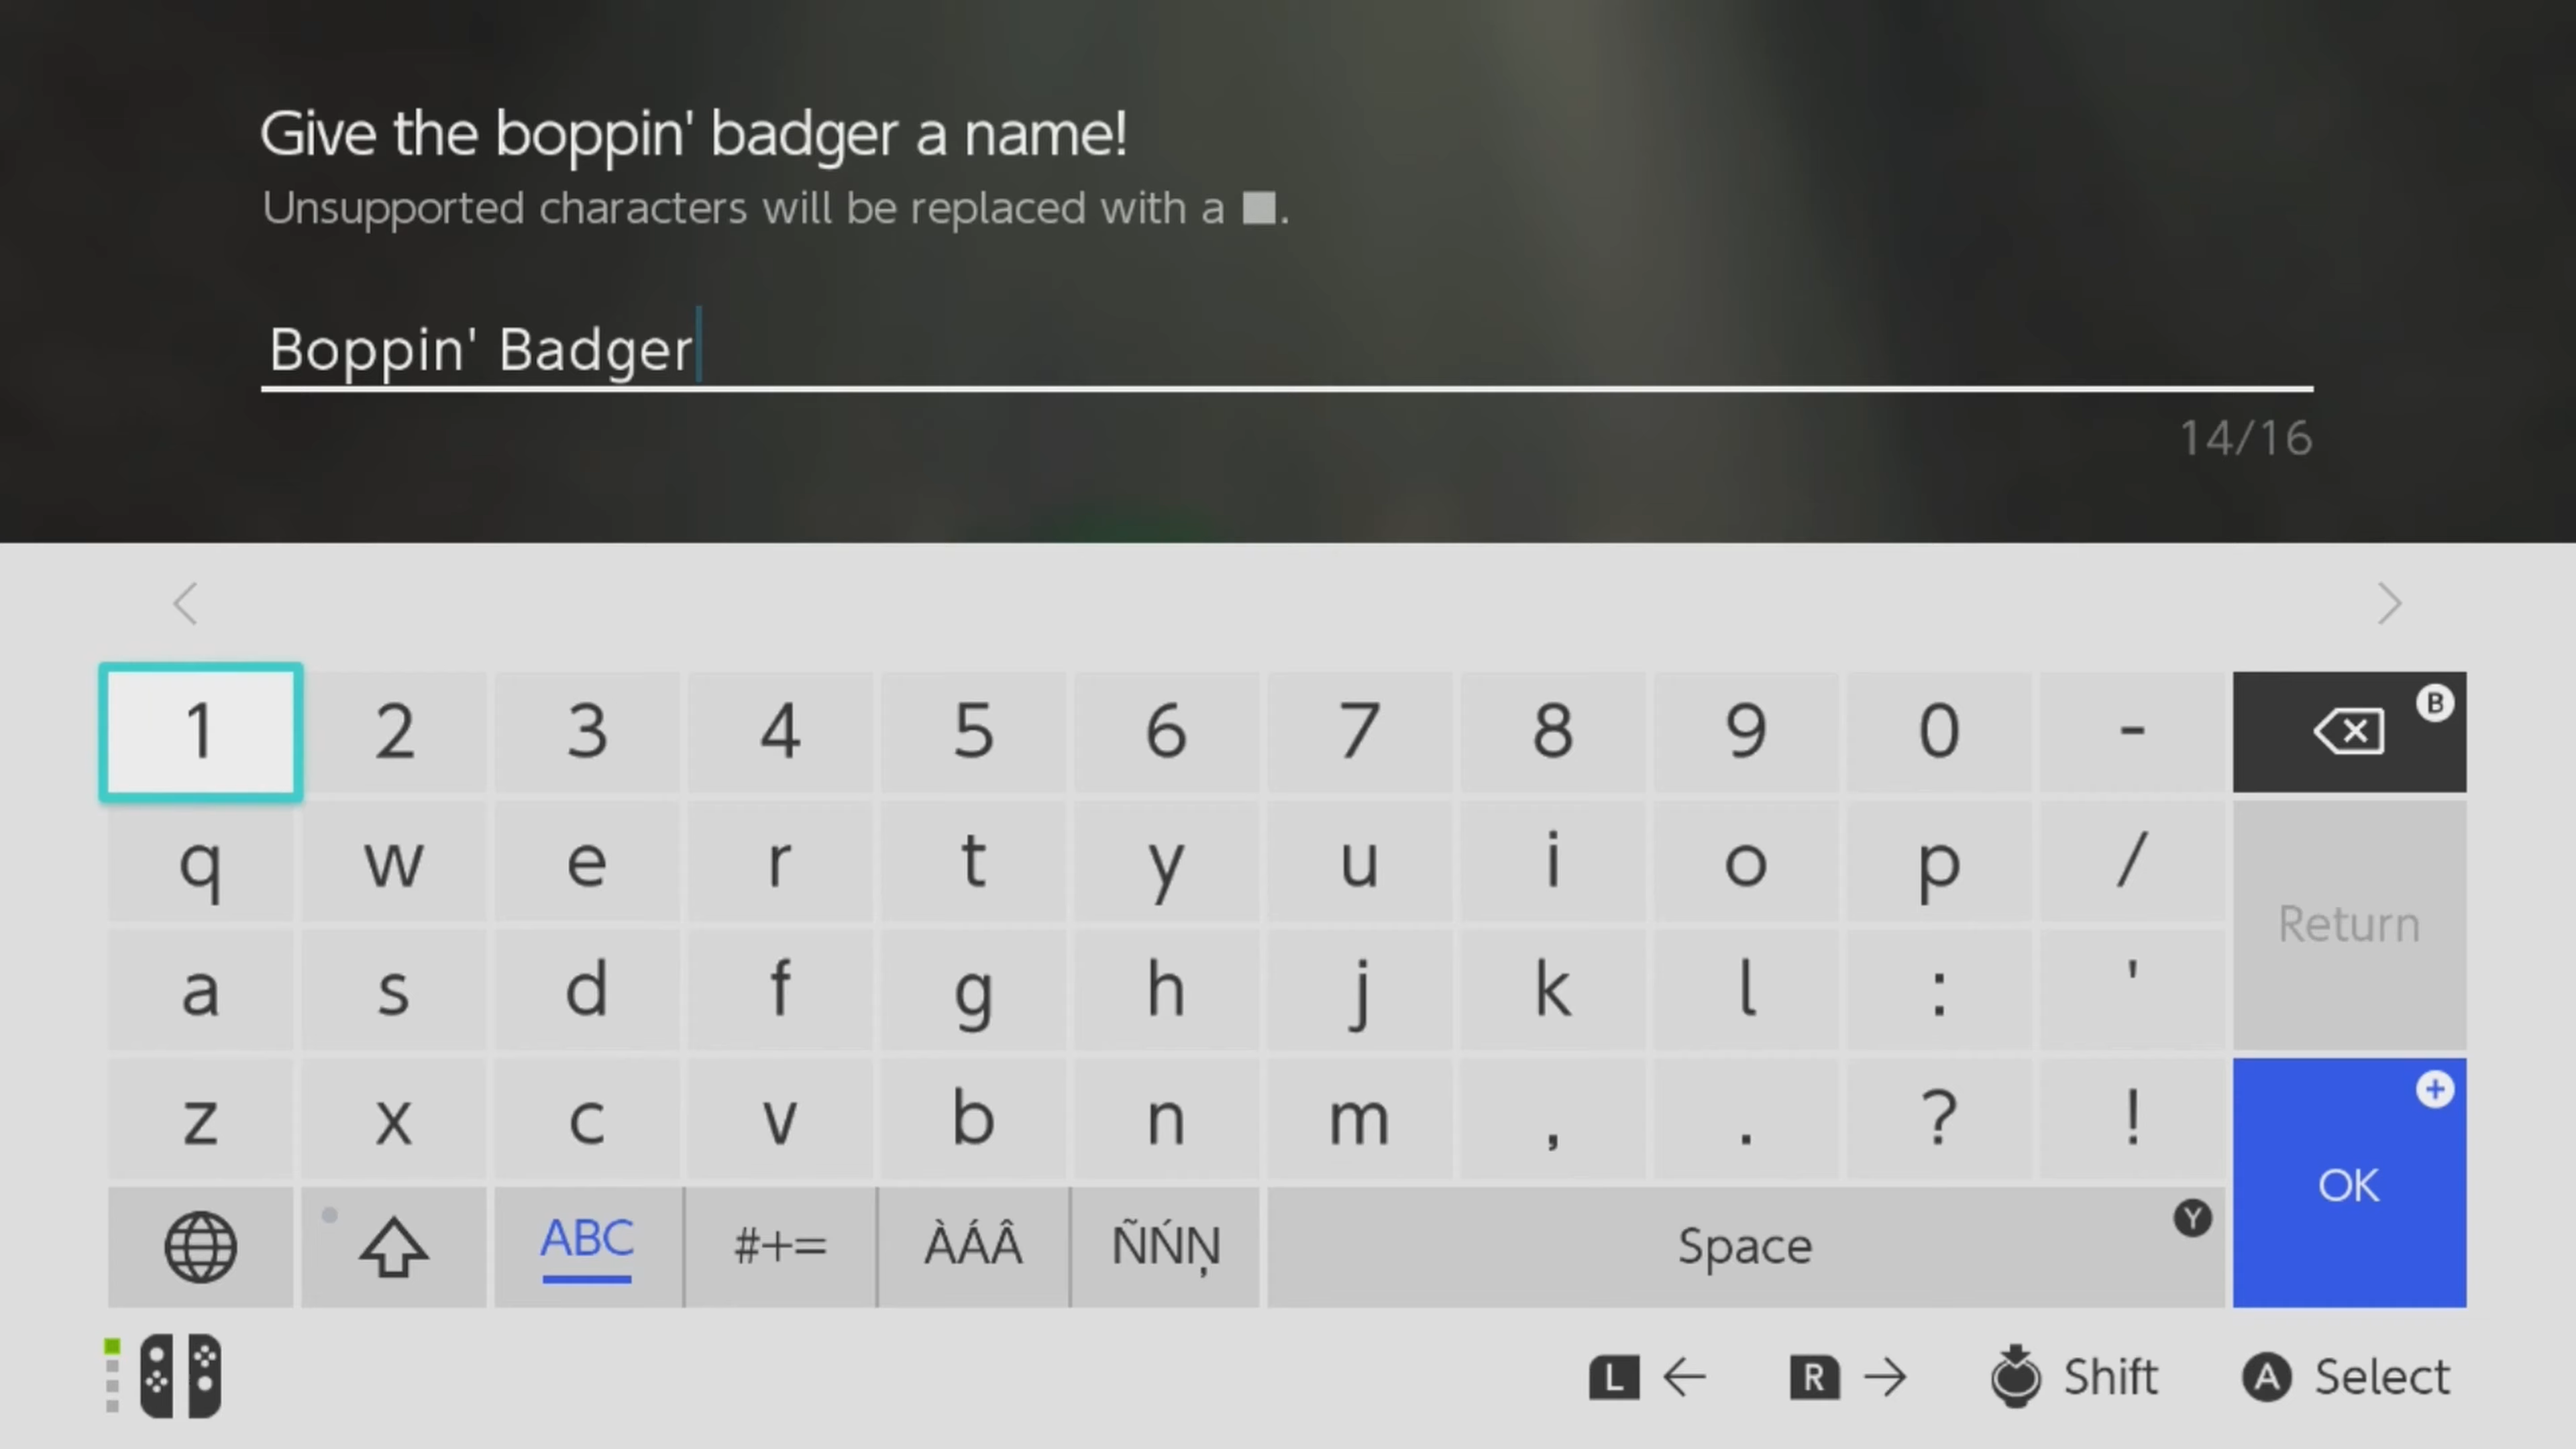 Give the boppin' badger a name!
Unsupported characters will be replaced with a ■.
Boppin' Badger
14/16
1 2 3 4 5 6 7 8 9 0 - B
q w e r t y u i o p /
Return
a s d f g h j k l : '
z x c v b n m , . ? !
+
OK
ABC #+= ÀÁÂ ÑŃŅ Space Y
L ← R → Shift A Select